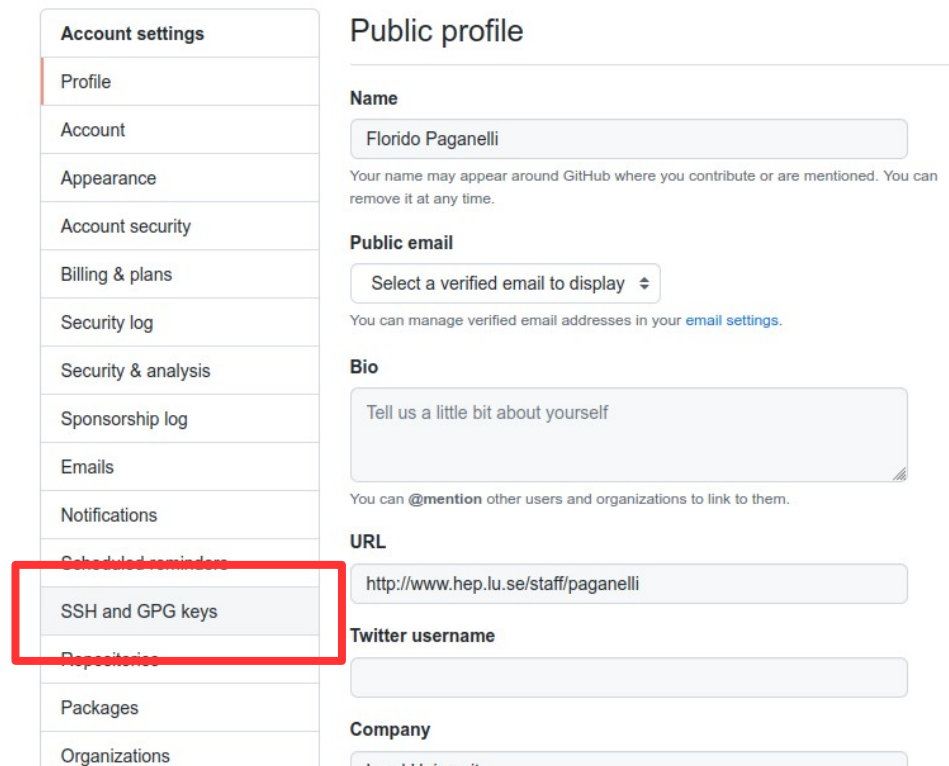 Account settings
Profile
Account
Appearance
Account security
Billing & plans
Security log
Security & analysis
Sponsorship log
Emails
Notifications
Scheduled reminders
SSH and GPG keys
Repositories
Packages
Organizations
Public profile
Name
Florido Paganelli
Your name may appear around GitHub where you contribute or are mentioned. You can
remove it at any time.
Public email
Select a verified email to display
You can manage verified email addresses in your email settings.
Bio
Tell us a little bit about yourself
You can @mention other users and organizations to link to them.
URL
http://www.hep.lu.se/staff/paganelli
Twitter username
Company